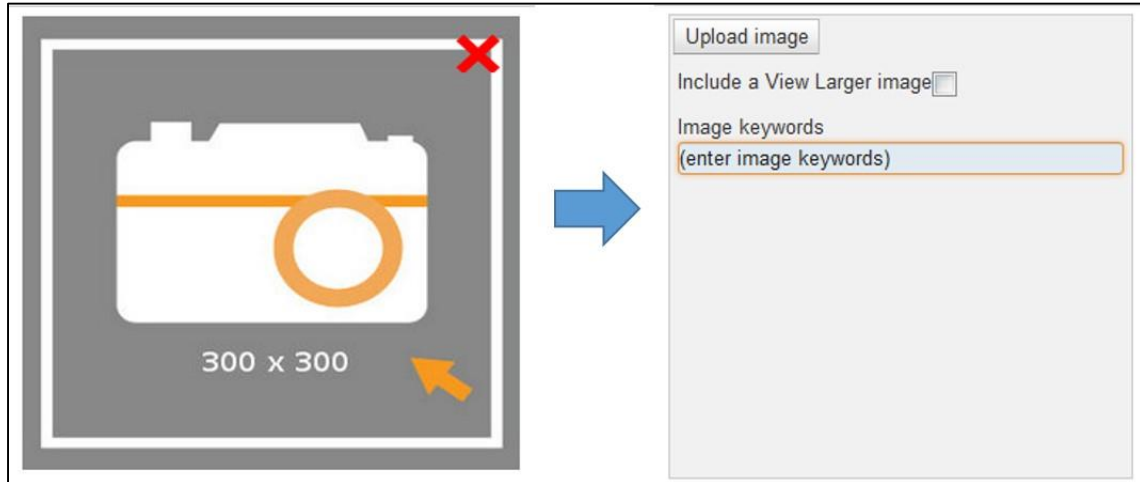 300 x 300
Upload image
Include a View Larger image
Image keywords
(enter image keywords)